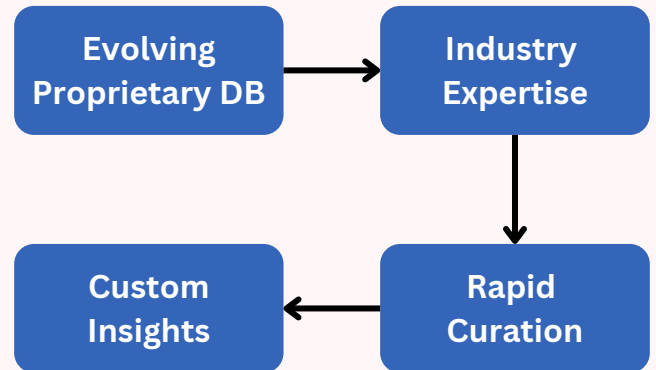 Evolving
Proprietary DB
Industry
Expertise
Rapid
Curation
Custom
Insights